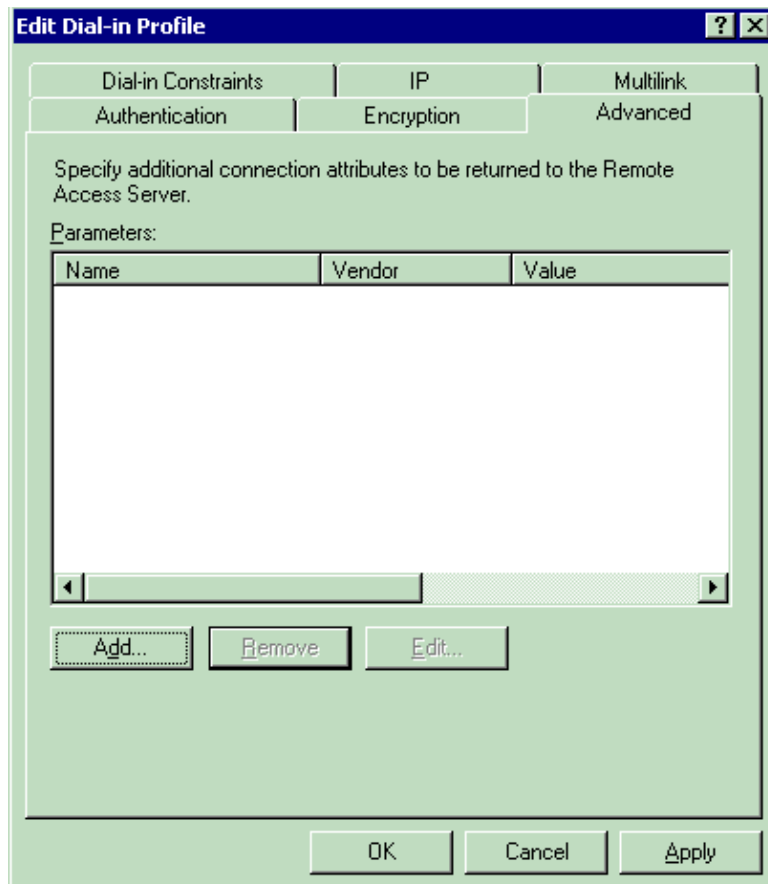 Edit Dial-in Profile
Dial-in Constraints IP Multilink
Authentication Encryption Advanced
Specify additional connection attributes to be returned to the Remote
Access Server.
Parameters:
Name Vendor Value
Add... Remove Edit...
OK Cancel Apply